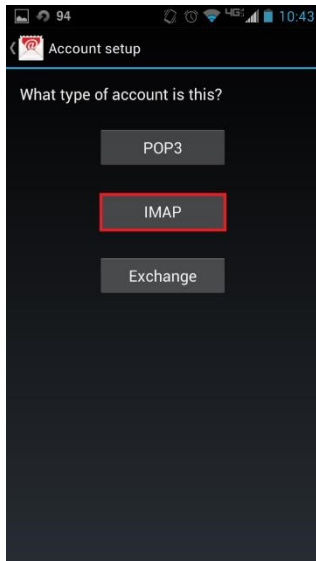 94 4G 10:43
Account setup
What type of account is this?
POP3
IMAP
Exchange